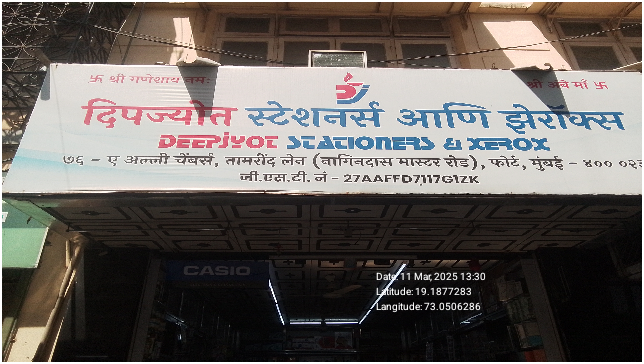 卐 श्री गणेशाय नमः
श्री अंबे माँ 卐
दिपज्योत स्टेशनर्स आणि झेरॉक्स
DEEPJYOT STATIONERS & XEROX
७६ - ए अल्ली चेंबर्स, तामरींद लेन (नागिनदास मास्टर रोड), फोर्ट, मुंबई - ४०० ०२३
जी.एस.टी. नं - 27AAFFD7117G1ZK
CASIO
Date: 11 Mar, 2025 13:30
Latitude: 19.1877283
Langitude: 73.0506286